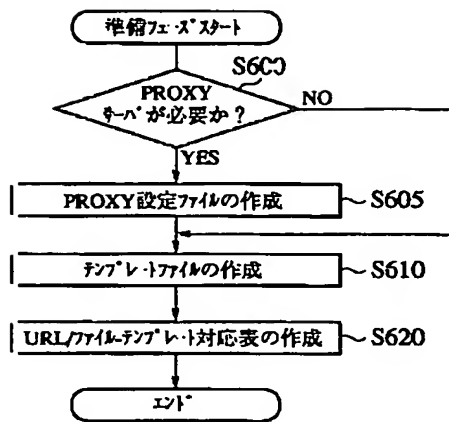 準備フェーズスタート
S600
PROXY
サーバが必要か?
NO
YES
PROXY設定ファイルの作成
S605
テンプレートファイルの作成
S610
URL/ファイル-テンプレート対応表の作成
S620
エンド